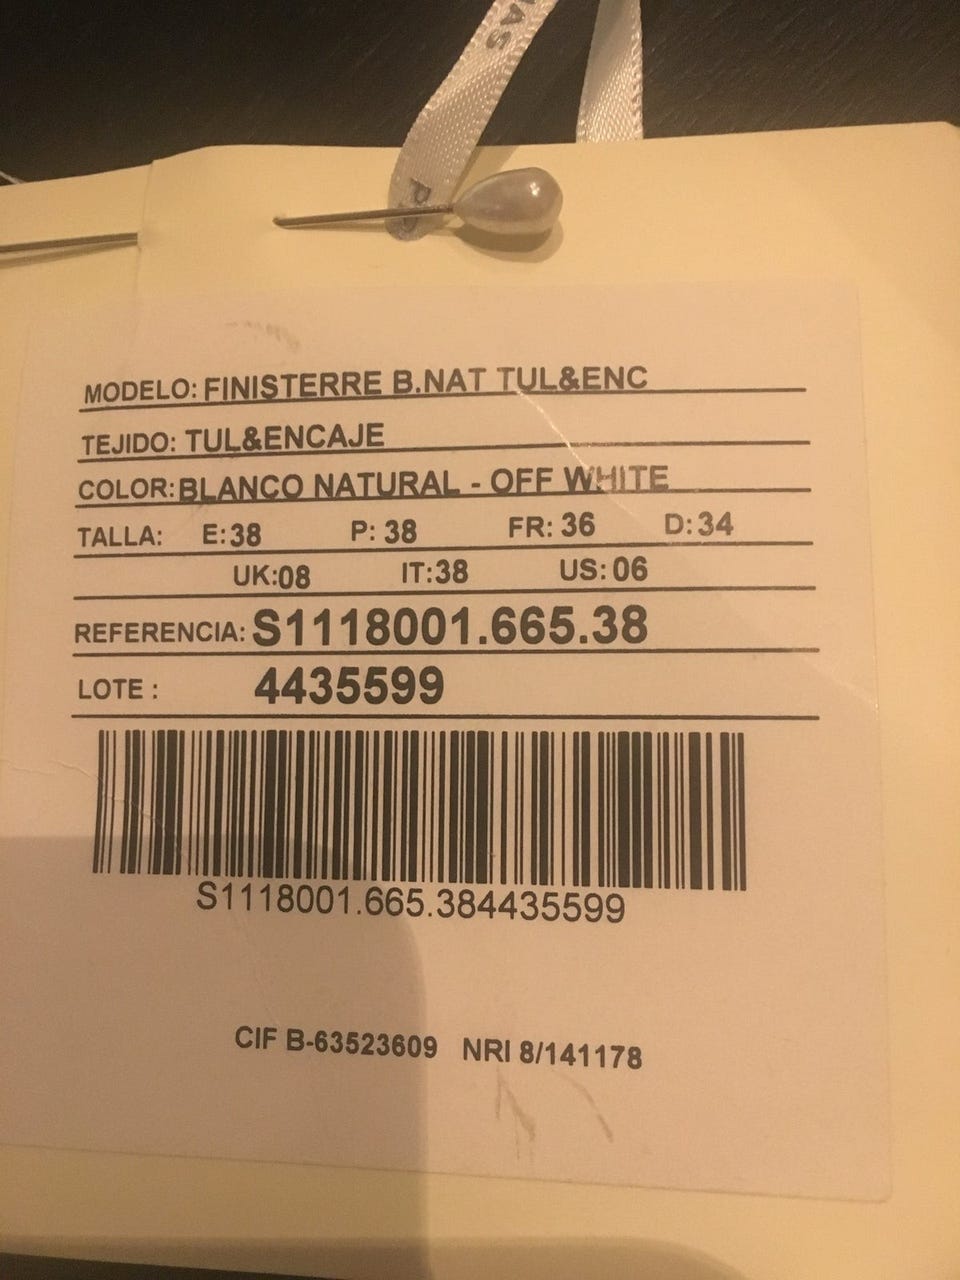 MODELO: FINISTERRE B.NAT TUL&ENC
TEJIDO: TUL&ENCAJE
COLOR: BLANCO NATURAL - OFF WHITE
TALLA: E:38 P: 38 FR: 36 D:34
UK:08 IT:38 US:06
REFERENCIA: S1118001.665.38
LOTE : 4435599
S1118001.665.384435599
CIF B-63523609 NRI 8/141178